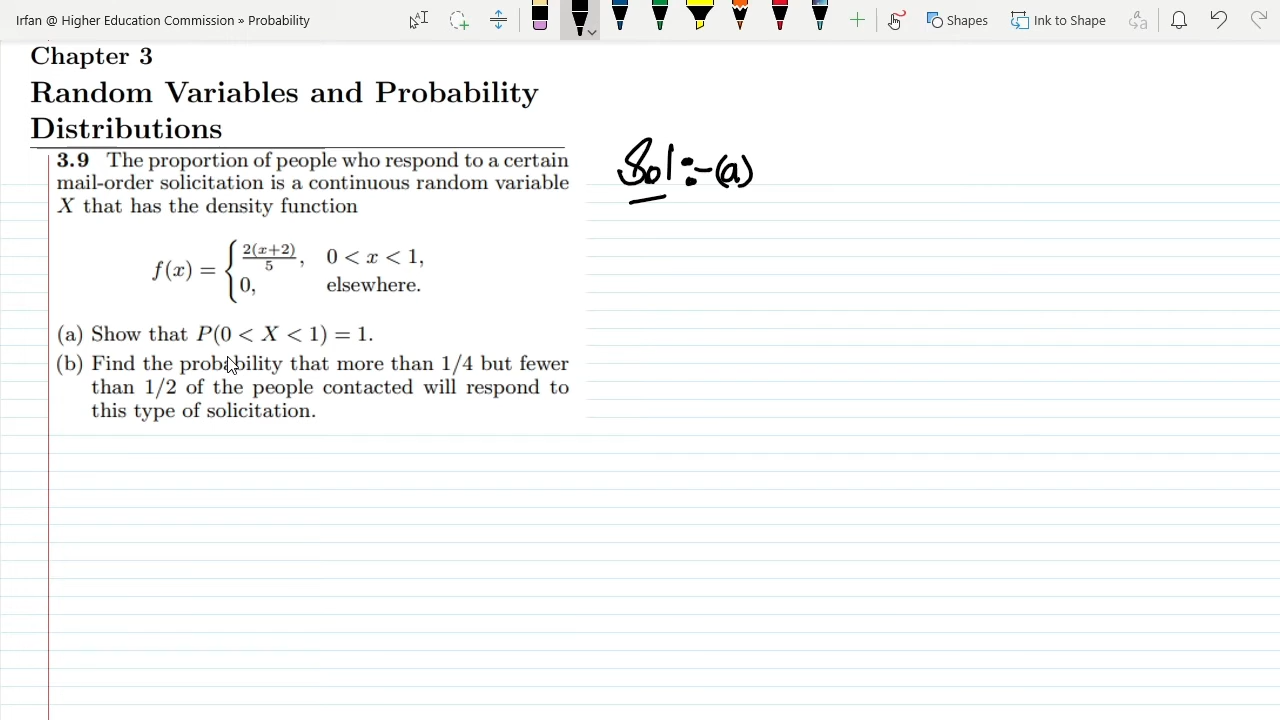 Irfan @ Higher Education Commission » Probability
Shapes
Ink to Shape
Chapter 3
Random Variables and Probability
Distributions
3.9 The proportion of people who respond to a certain
mail-order solicitation is a continuous random variable
X that has the density function
f(x) = { 2(x+2)/5, 0 < x < 1,
0, elsewhere.
(a) Show that P(0 < X < 1) = 1.
(b) Find the probability that more than 1/4 but fewer
than 1/2 of the people contacted will respond to
this type of solicitation.
Sol :- (a)